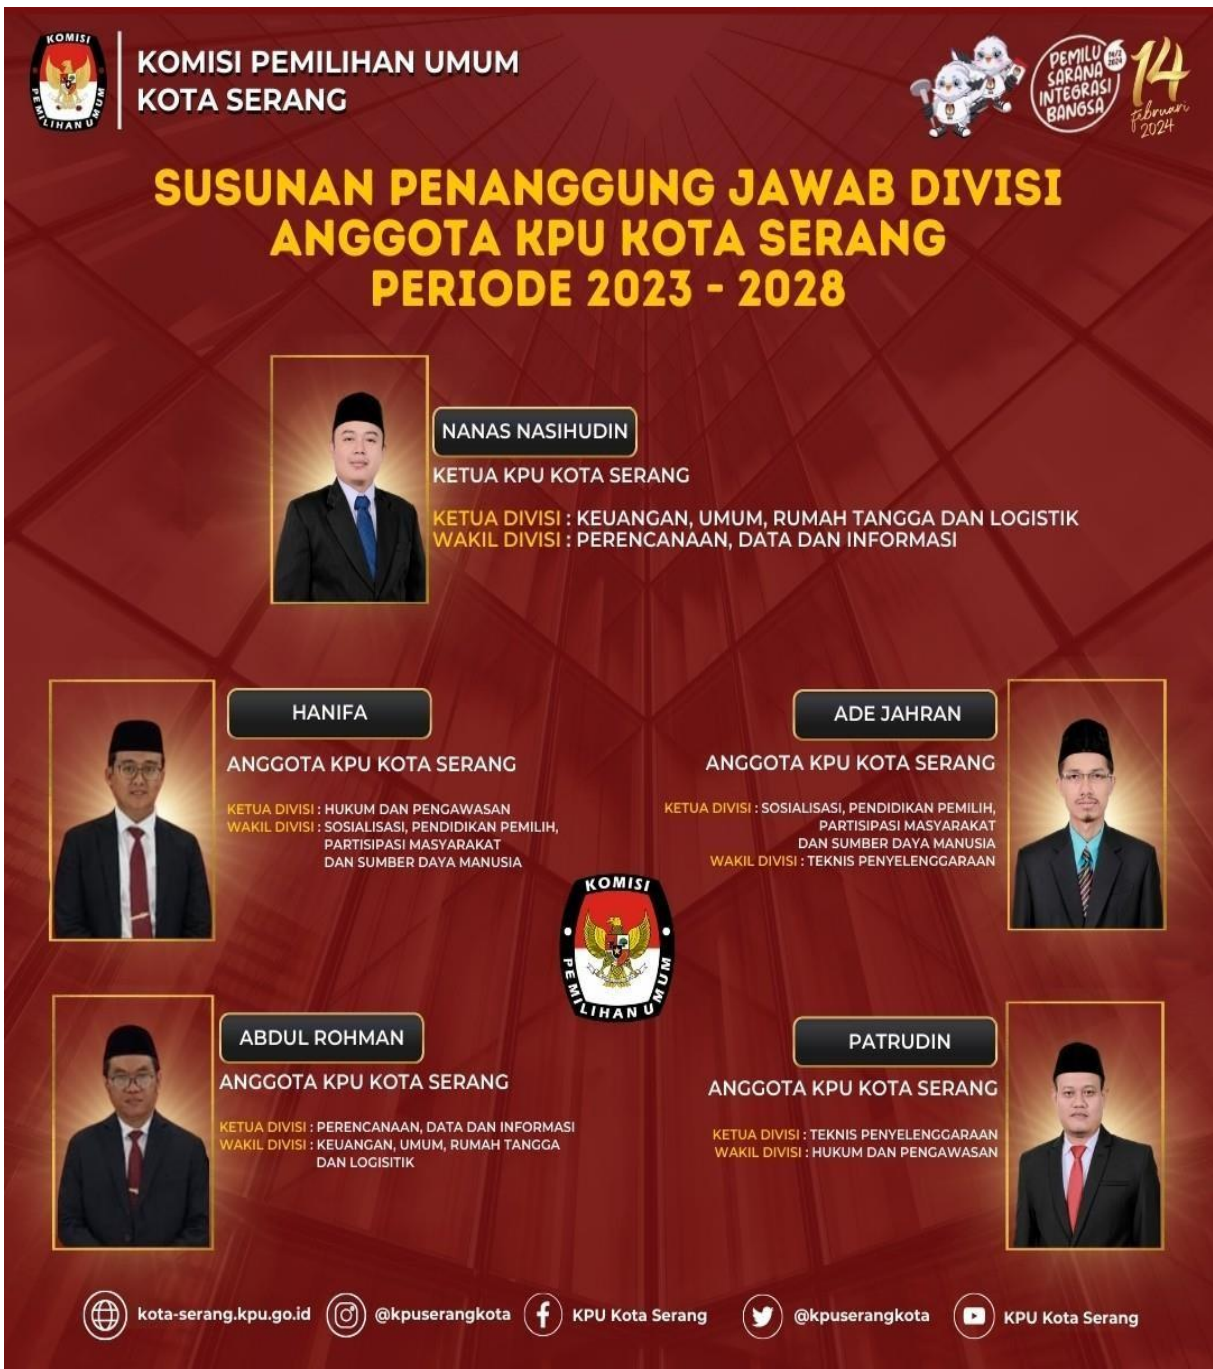 KOMISI
PEMILIHAN UMUM
KOMISI PEMILIHAN UMUM
KOTA SERANG
PEMILU
SARANA
INTEGRASI
BANGSA
14
februari
2024
SUSUNAN PENANGGUNG JAWAB DIVISI
ANGGOTA KPU KOTA SERANG
PERIODE 2023 - 2028
NANAS NASIHUDIN
KETUA KPU KOTA SERANG
KETUA DIVISI : KEUANGAN, UMUM, RUMAH TANGGA DAN LOGISTIK
WAKIL DIVISI : PERENCANAAN, DATA DAN INFORMASI
HANIFA
ANGGOTA KPU KOTA SERANG
KETUA DIVISI : HUKUM DAN PENGAWASAN
WAKIL DIVISI : SOSIALISASI, PENDIDIKAN PEMILIH,
PARTISIPASI MASYARAKAT
DAN SUMBER DAYA MANUSIA
ADE JAHRAN
ANGGOTA KPU KOTA SERANG
KETUA DIVISI : SOSIALISASI, PENDIDIKAN PEMILIH,
PARTISIPASI MASYARAKAT
DAN SUMBER DAYA MANUSIA
WAKIL DIVISI : TEKNIS PENYELENGGARAAN
KOMISI
PEMILIHAN UMUM
ABDUL ROHMAN
ANGGOTA KPU KOTA SERANG
KETUA DIVISI : PERENCANAAN, DATA DAN INFORMASI
WAKIL DIVISI : KEUANGAN, UMUM, RUMAH TANGGA
DAN LOGISITIK
PATRUDIN
ANGGOTA KPU KOTA SERANG
KETUA DIVISI : TEKNIS PENYELENGGARAAN
WAKIL DIVISI : HUKUM DAN PENGAWASAN
kota-serang.kpu.go.id
@kpuserangkota
KPU Kota Serang
@kpuserangkota
KPU Kota Serang